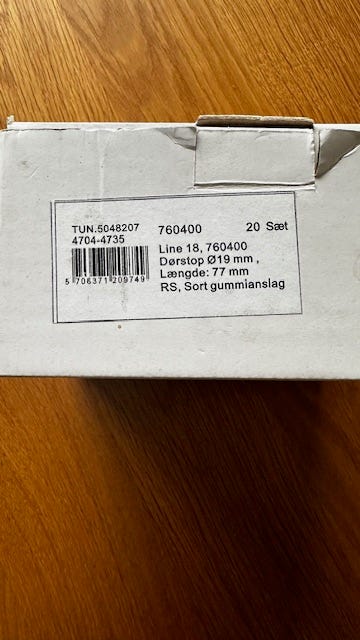 TUN.5048207 760400 20 Sæt
4704-4735
Line 18, 760400
Dørstop Ø19 mm ,
Længde: 77 mm
RS, Sort gummianslag
5 706371 209749